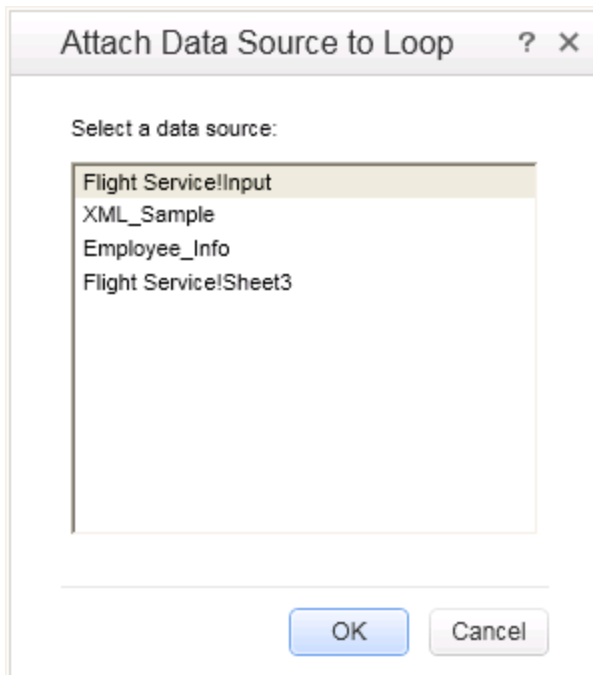 Attach Data Source to Loop ? ×
Select a data source:
Flight Service!Input
XML_Sample
Employee_Info
Flight Service!Sheet3
OK Cancel